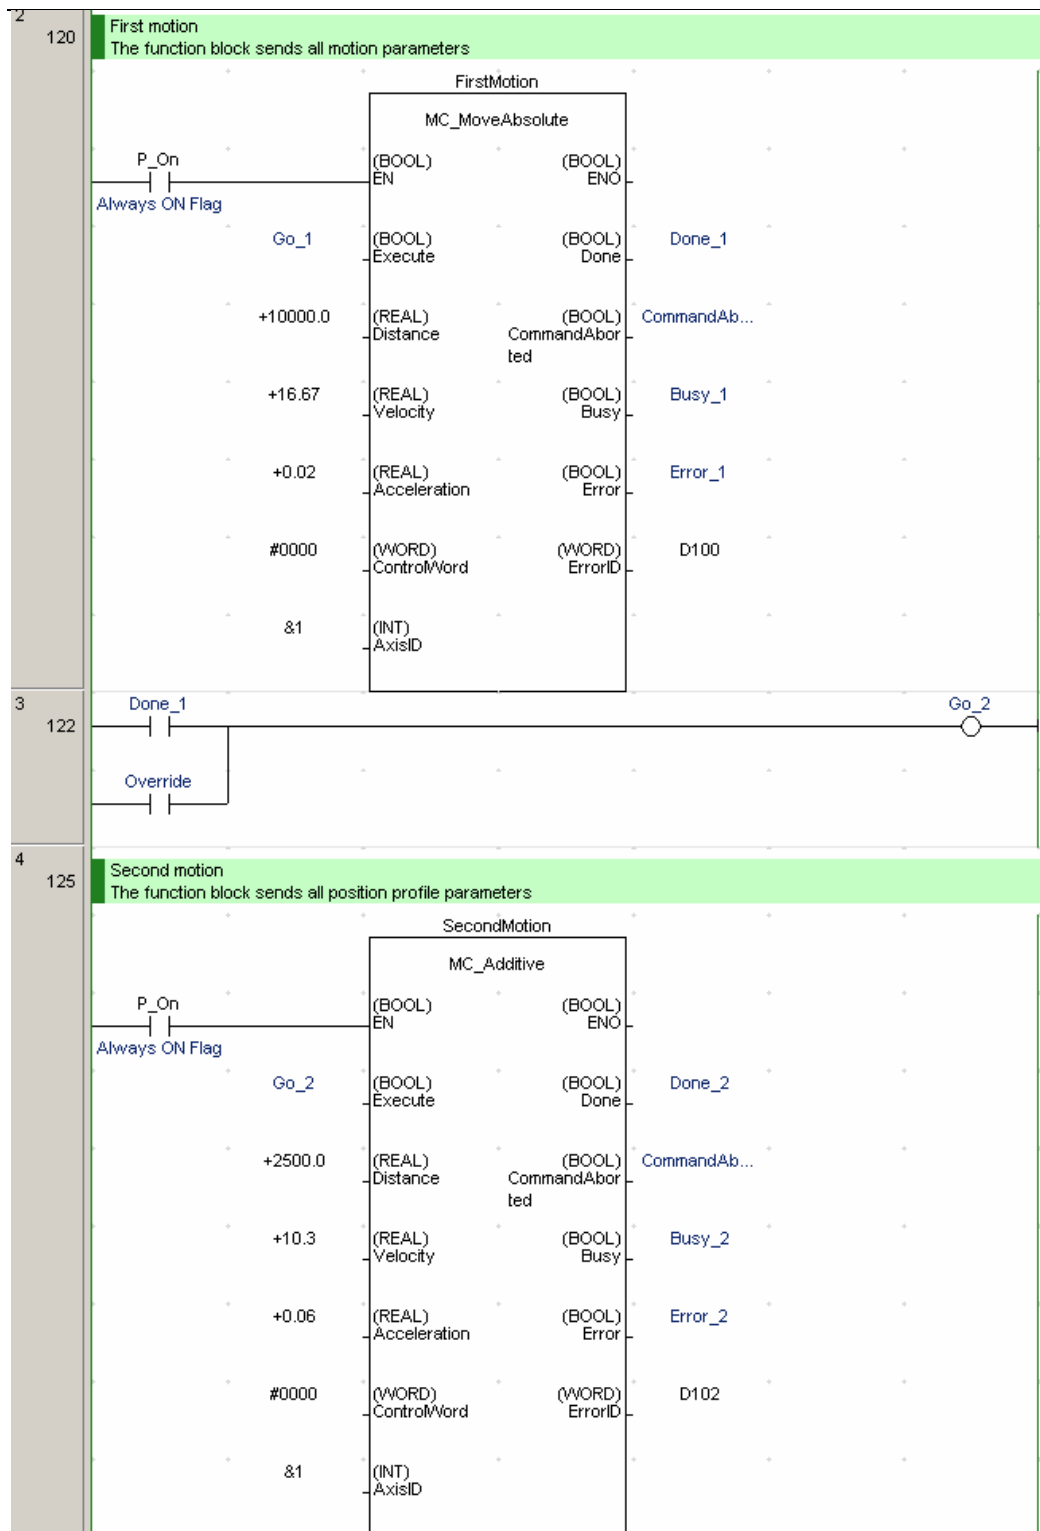 2
120
First motion
The function block sends all motion parameters
FirstMotion
MC_MoveAbsolute
P_On
(BOOL) (BOOL)
EN ENO
Always ON Flag
Go_1 (BOOL) (BOOL) Done_1
Execute Done
+10000.0 (REAL) (BOOL) CommandAb...
Distance CommandAbor
ted
+16.67 (REAL) (BOOL) Busy_1
Velocity Busy
+0.02 (REAL) (BOOL) Error_1
Acceleration Error
#0000 (WORD) (WORD) D100
ControlWord ErrorID
&1 (INT)
AxisID
3
122
Done_1 Go_2
Override
4
125
Second motion
The function block sends all position profile parameters
SecondMotion
MC_Additive
P_On
(BOOL) (BOOL)
EN ENO
Always ON Flag
Go_2 (BOOL) (BOOL) Done_2
Execute Done
+2500.0 (REAL) (BOOL) CommandAb...
Distance CommandAbor
ted
+10.3 (REAL) (BOOL) Busy_2
Velocity Busy
+0.06 (REAL) (BOOL) Error_2
Acceleration Error
#0000 (WORD) (WORD) D102
ControlWord ErrorID
&1 (INT)
AxisID